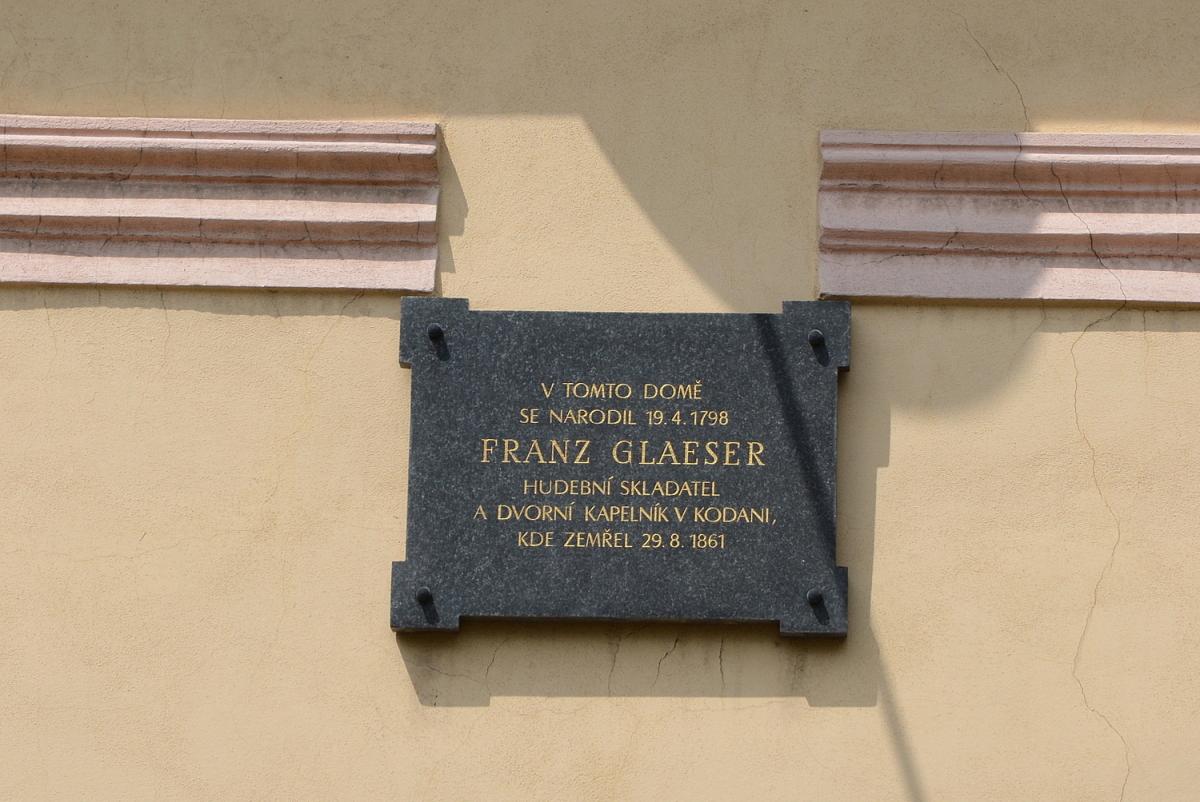 V TOMTO DOMĚ
SE NARODIL 19.4.1798
FRANZ GLAESER
HUDEBNÍ SKLADATEL
A DVORNÍ KAPELNÍK V KODANI,
KDE ZEMŘEL 29.8.1861